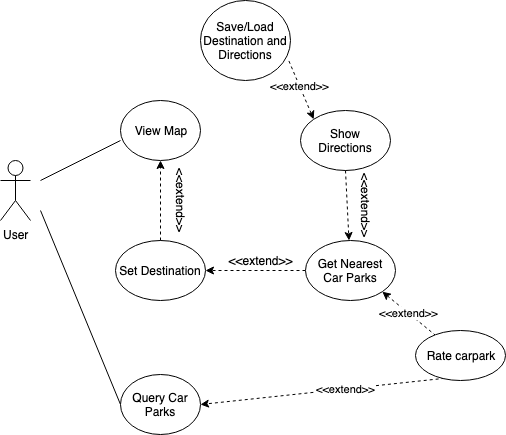 Save/Load
Destination and
Directions
<<extend>>
View Map
Show
Directions
<<extend>>
<<extend>>
User
Set Destination
<<extend>>
Get Nearest
Car Parks
<<extend>>
Rate carpark
Query Car
Parks
<<extend>>